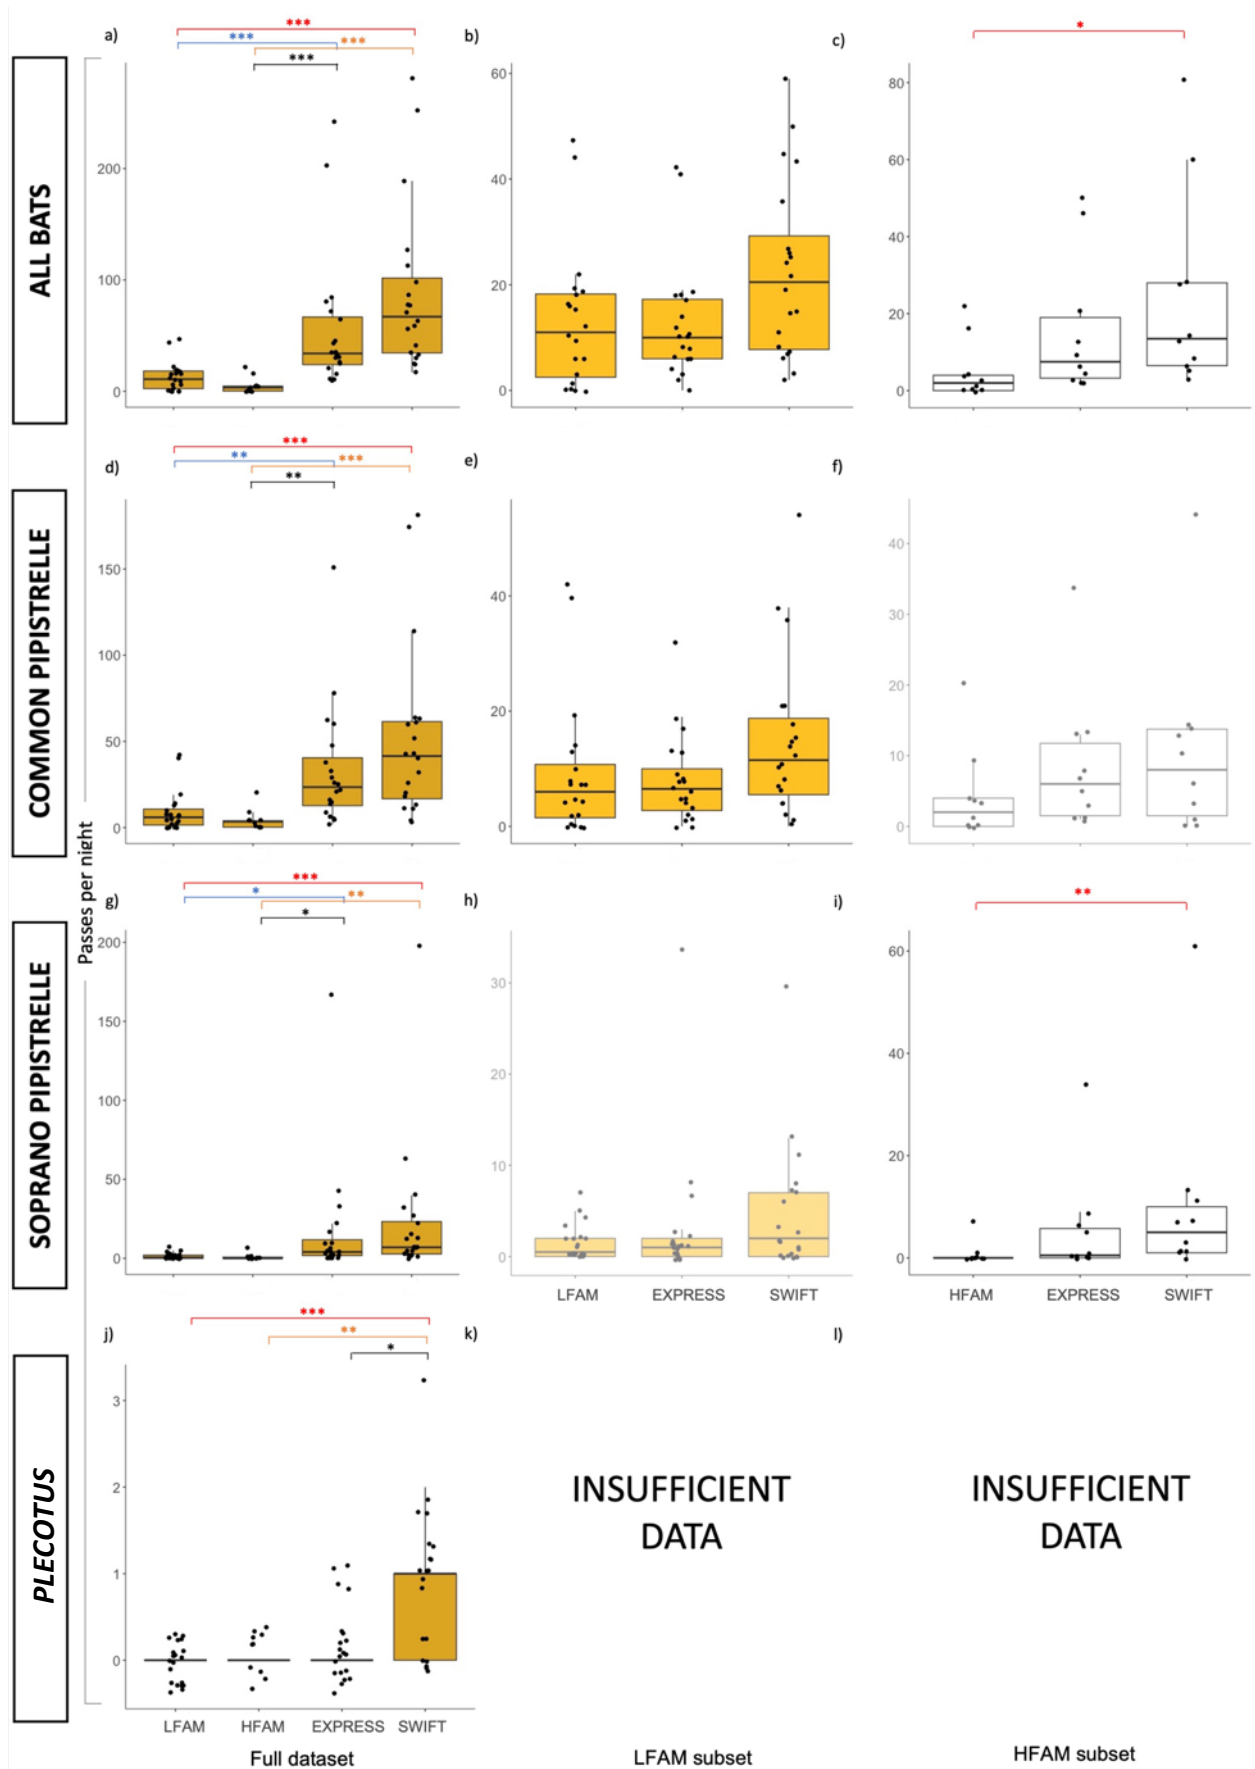 a)
***
***
***
***
b)
c)
*
ALL BATS
200
100
0
60
40
20
0
80
60
40
20
0
d)
***
**
***
**
e)
f)
COMMON PIPISTRELLE
150
100
50
0
40
20
0
40
30
20
10
0
Passes per night
g)
***
*
**
*
h)
i)
**
SOPRANO PIPISTRELLE
200
150
100
50
0
30
20
10
0
60
40
20
0
LFAM EXPRESS SWIFT
HFAM EXPRESS SWIFT
j)
***
**
*
k)
l)
PLECOTUS
3
2
1
0
INSUFFICIENT
DATA
INSUFFICIENT
DATA
LFAM HFAM EXPRESS SWIFT
Full dataset
LFAM subset
HFAM subset